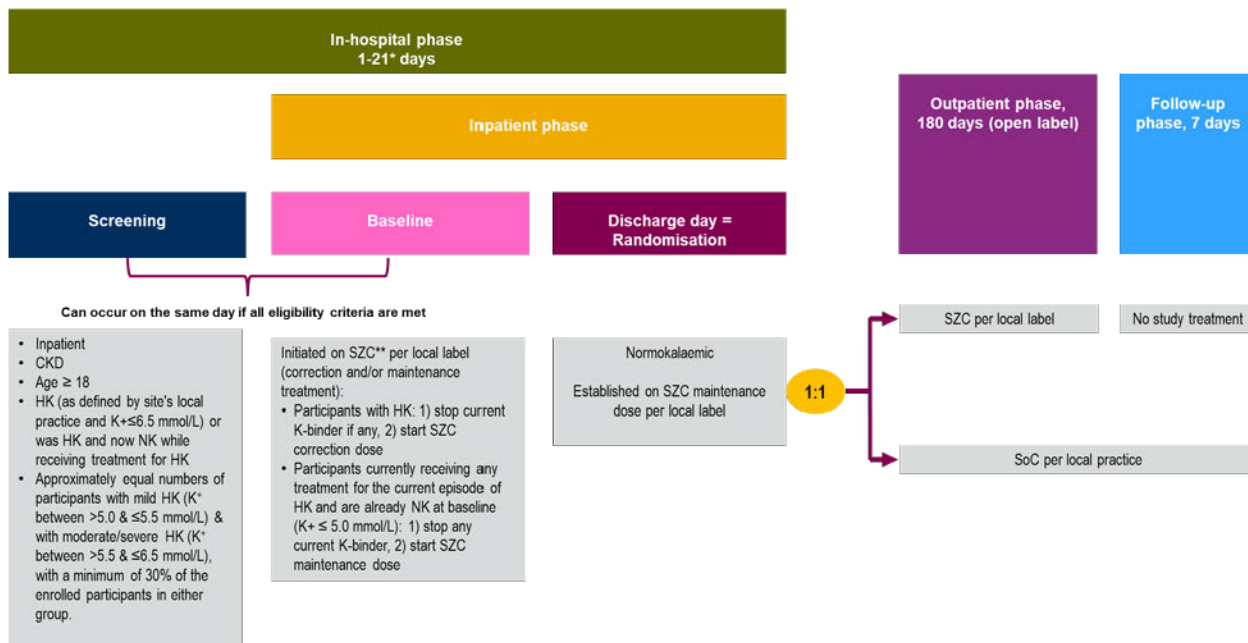 In-hospital phase
1-21* days
Inpatient phase
Outpatient phase,
180 days (open label)
Follow-up
phase, 7 days
Screening
Baseline
Discharge day =
Randomisation
Can occur on the same day if all eligibility criteria are met
• Inpatient
• CKD
• Age ≥ 18
• HK (as defined by site's local
practice and K+≤6.5 mmol/L) or
was HK and now NK while
receiving treatment for HK
• Approximately equal numbers of
participants with mild HK (K⁺
between >5.0 & ≤5.5 mmol/L) &
with moderate/severe HK (K⁺
between >5.5 & ≤6.5 mmol/L),
with a minimum of 30% of the
enrolled participants in either
group.
Initiated on SZC** per local label
(correction and/or maintenance
treatment):
• Participants with HK: 1) stop current
K-binder if any, 2) start SZC
correction dose
• Participants currently receiving any
treatment for the current episode of
HK and are already NK at baseline
(K+ ≤ 5.0 mmol/L): 1) stop any
current K-binder, 2) start SZC
maintenance dose
Normokalaemic
Established on SZC maintenance
dose per local label
1:1
SZC per local label
No study treatment
SoC per local practice